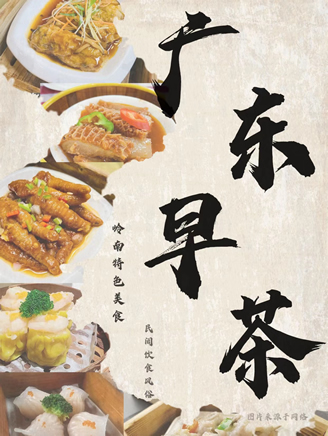 广东早茶
岭南特色美食
民间饮食风俗
图片来源于网络